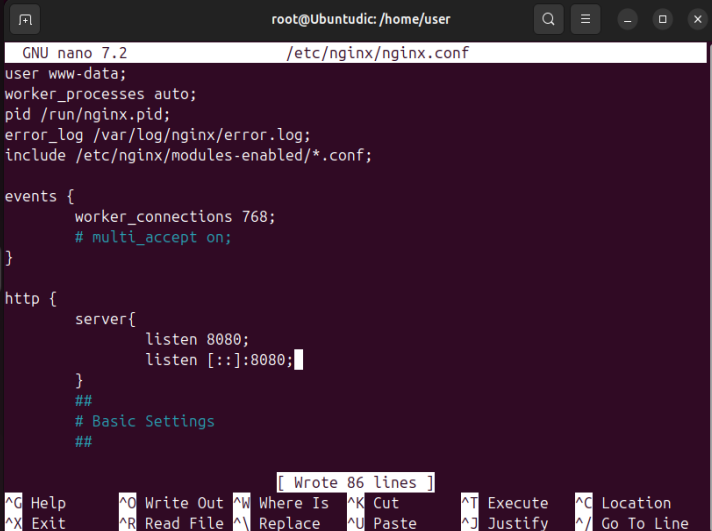 root@Ubuntudic: /home/user
GNU nano 7.2 /etc/nginx/nginx.conf
user www-data;
worker_processes auto;
pid /run/nginx.pid;
error_log /var/log/nginx/error.log;
include /etc/nginx/modules-enabled/*.conf;
events {
worker_connections 768;
# multi_accept on;
}
http {
server{
listen 8080;
listen [::]:8080;
}
##
# Basic Settings
##
[ Wrote 86 lines ]
^G Help ^O Write Out ^W Where Is ^K Cut ^T Execute ^C Location
^X Exit ^R Read File ^\ Replace ^U Paste ^J Justify ^/ Go To Line